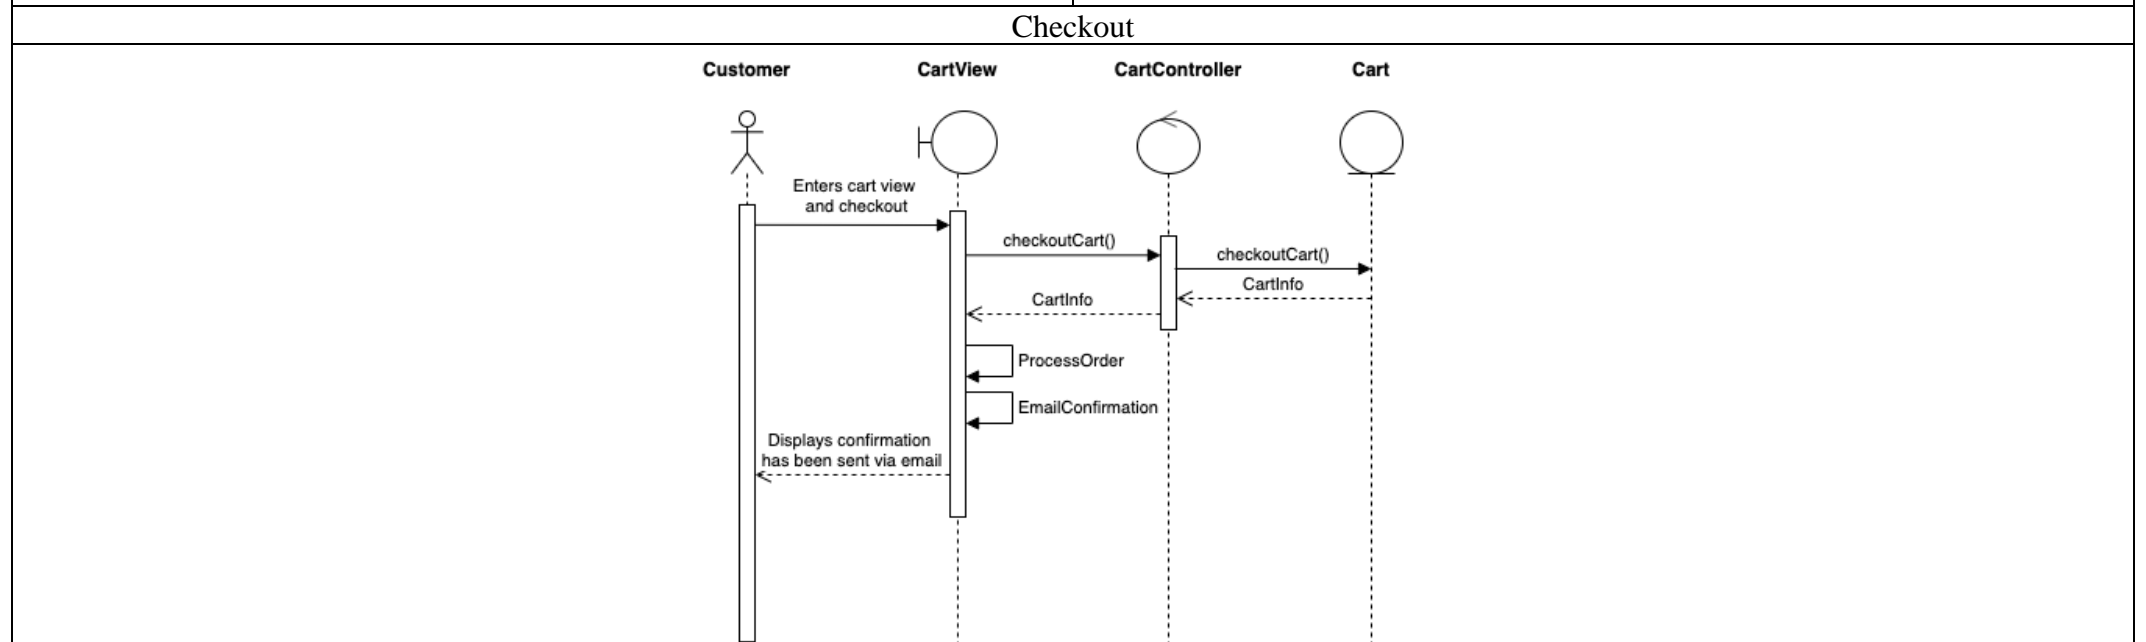 Checkout
Customer
CartView
CartController
Cart
Enters cart view
and checkout
checkoutCart()
checkoutCart()
CartInfo
CartInfo
ProcessOrder
EmailConfirmation
Displays confirmation
has been sent via email